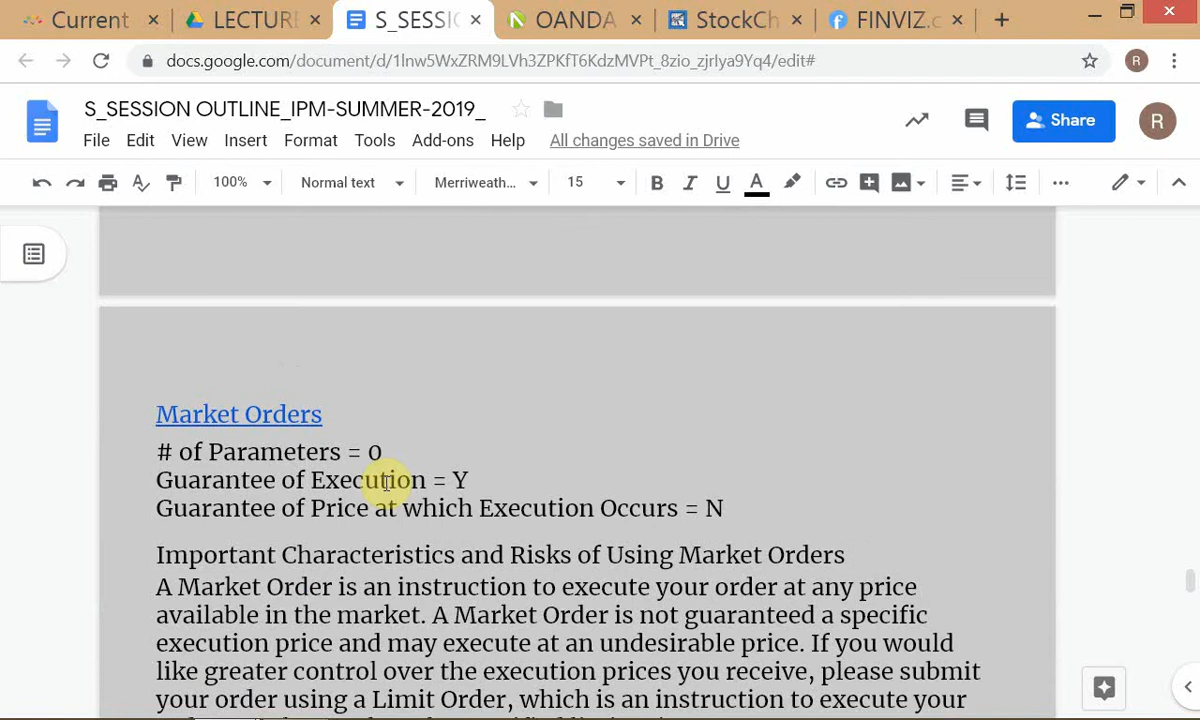 Current
LECTURE
S_SESSIO
OANDA
StockCh
FINVIZ.c
docs.google.com/document/d/1lnw5WxZRM9LVh3ZPKfT6KdzMVPt_8zio_zjrIya9Yq4/edit#
R
S_SESSION OUTLINE_IPM-SUMMER-2019_
Share
R
File Edit View Insert Format Tools Add-ons Help All changes saved in Drive
100% Normal text Merriweath... 15 B I U A
Market Orders
# of Parameters = 0
Guarantee of Execution = Y
Guarantee of Price at which Execution Occurs = N
Important Characteristics and Risks of Using Market Orders
A Market Order is an instruction to execute your order at any price
available in the market. A Market Order is not guaranteed a specific
execution price and may execute at an undesirable price. If you would
like greater control over the execution prices you receive, please submit
your order using a Limit Order, which is an instruction to execute your